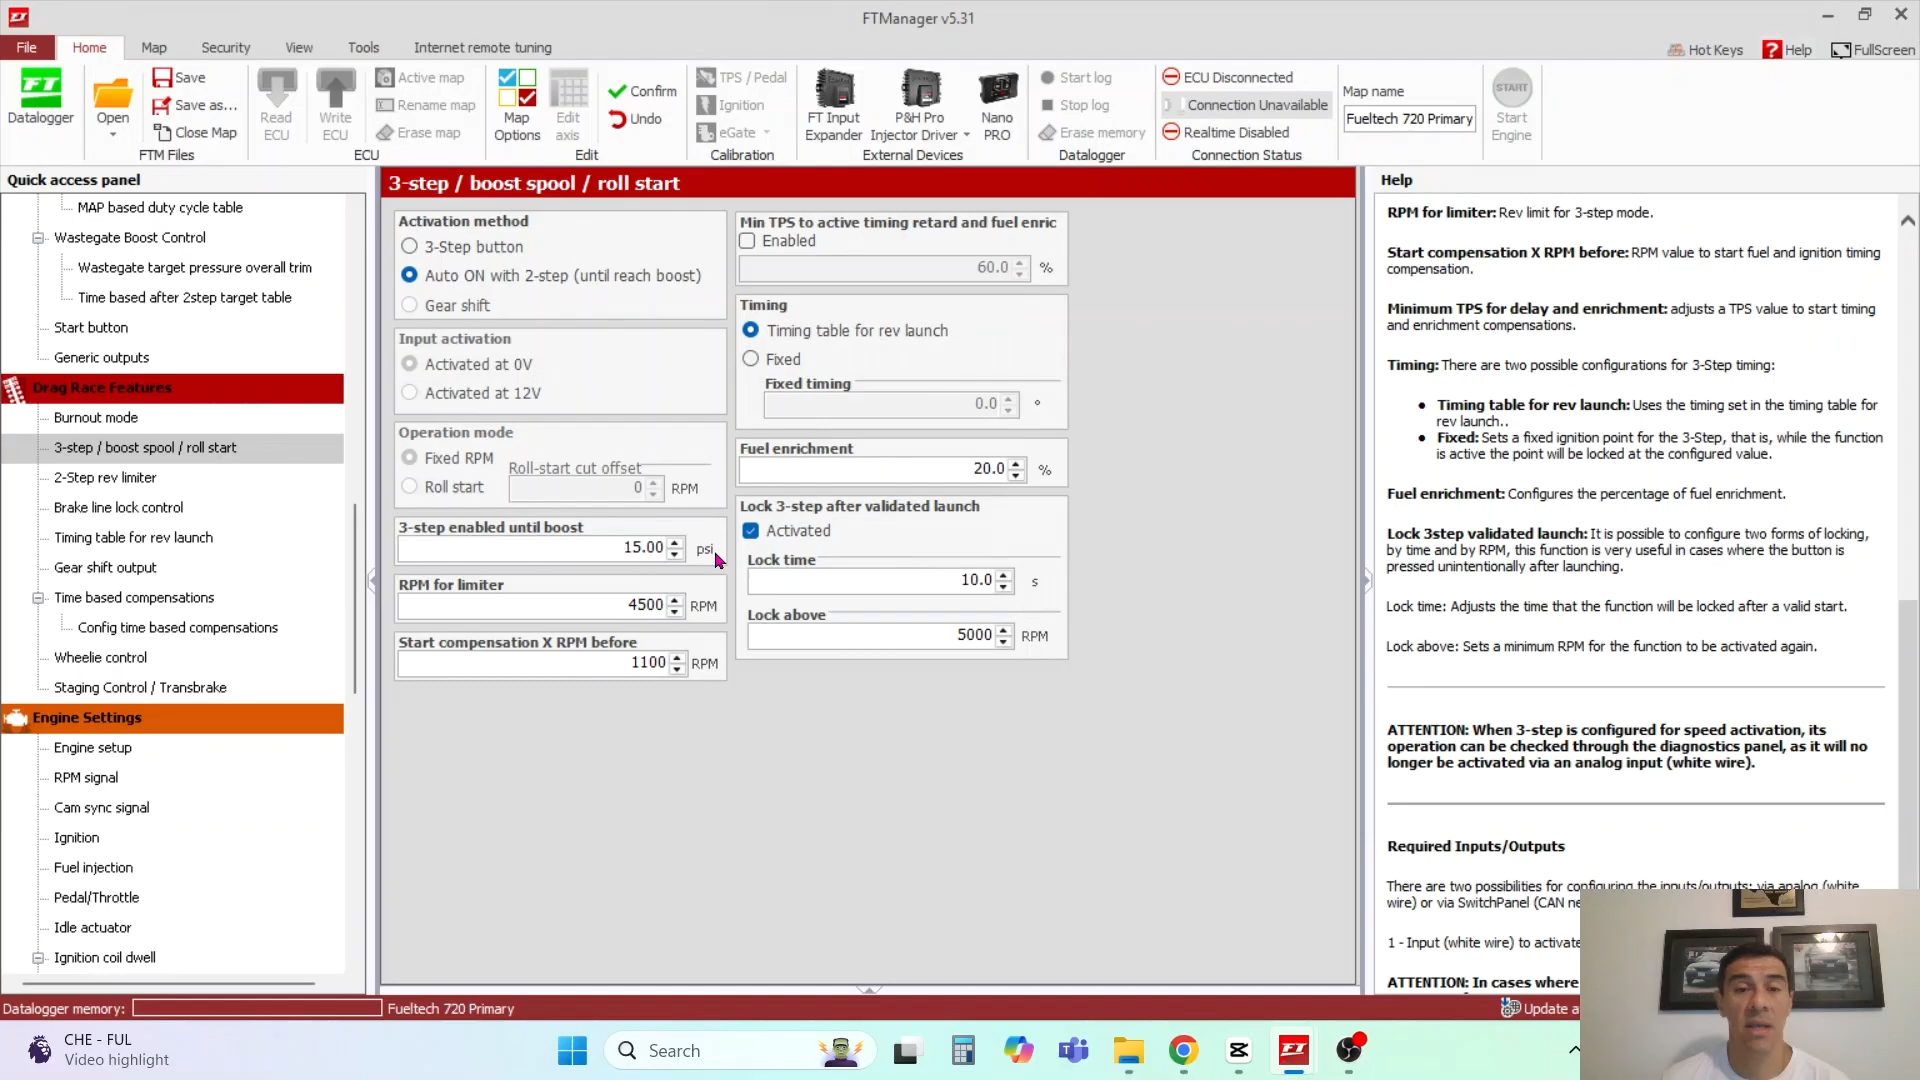 FT
FTManager v5.31
File
Home
Map
Security
View
Tools
Internet remote tuning
Hot Keys
? Help
FullScreen
FT
Datalogger
Open
Save
Save as...
Close Map
FTM Files
Read
ECU
Write
ECU
Active map
Rename map
Erase map
ECU
Map
Options
Edit
axis
Confirm
Undo
Edit
TPS / Pedal
Ignition
eGate
Calibration
FT Input
Expander
P&H Pro
Injector Driver
Nano
PRO
External Devices
Start log
Stop log
Erase memory
Datalogger
ECU Disconnected
Connection Unavailable
Realtime Disabled
Connection Status
Map name
Fueltech 720 Primary
START
Start
Engine
Quick access panel
MAP based duty cycle table
Wastegate Boost Control
Wastegate target pressure overall trim
Time based after 2step target table
Start button
Generic outputs
Drag Race Features
Burnout mode
3-step / boost spool / roll start
2-Step rev limiter
Brake line lock control
Timing table for rev launch
Gear shift output
Time based compensations
Config time based compensations
Wheelie control
Staging Control / Transbrake
Engine Settings
Engine setup
RPM signal
Cam sync signal
Ignition
Fuel injection
Pedal/Throttle
Idle actuator
Ignition coil dwell
3-step / boost spool / roll start
Activation method
3-Step button
Auto ON with 2-step (until reach boost)
Gear shift
Input activation
Activated at 0V
Activated at 12V
Operation mode
Fixed RPM
Roll start
Roll-start cut offset
0 RPM
3-step enabled until boost
15.00 psi
RPM for limiter
4500 RPM
Start compensation X RPM before
1100 RPM
Min TPS to active timing retard and fuel enric
Enabled
60.0 %
Timing
Timing table for rev launch
Fixed
Fixed timing
0.0 °
Fuel enrichment
20.0 %
Lock 3-step after validated launch
Activated
Lock time
10.0 s
Lock above
5000 RPM
Help
RPM for limiter: Rev limit for 3-step mode.
Start compensation X RPM before: RPM value to start fuel and ignition timing
compensation.
Minimum TPS for delay and enrichment: adjusts a TPS value to start timing
and enrichment compensations.
Timing: There are two possible configurations for 3-Step timing:
• Timing table for rev launch: Uses the timing set in the timing table for
rev launch..
• Fixed: Sets a fixed ignition point for the 3-Step, that is, while the function
is active the point will be locked at the configured value.
Fuel enrichment: Configures the percentage of fuel enrichment.
Lock 3step validated launch: It is possible to configure two forms of locking,
by time and by RPM, this function is very useful in cases where the button is
pressed unintentionally after launching.
Lock time: Adjusts the time that the function will be locked after a valid start.
Lock above: Sets a minimum RPM for the function to be activated again.
ATTENTION: When 3-step is configured for speed activation, its
operation can be checked through the diagnostics panel, as it will no
longer be activated via an analog input (white wire).
Required Inputs/Outputs
There are two possibilities for configuring the inputs/outputs: via analog (white
wire) or via SwitchPanel (CAN ne
1 - Input (white wire) to activate
ATTENTION: In cases where
Datalogger memory:
Fueltech 720 Primary
Update a
CHE - FUL
Video highlight
Search
FT